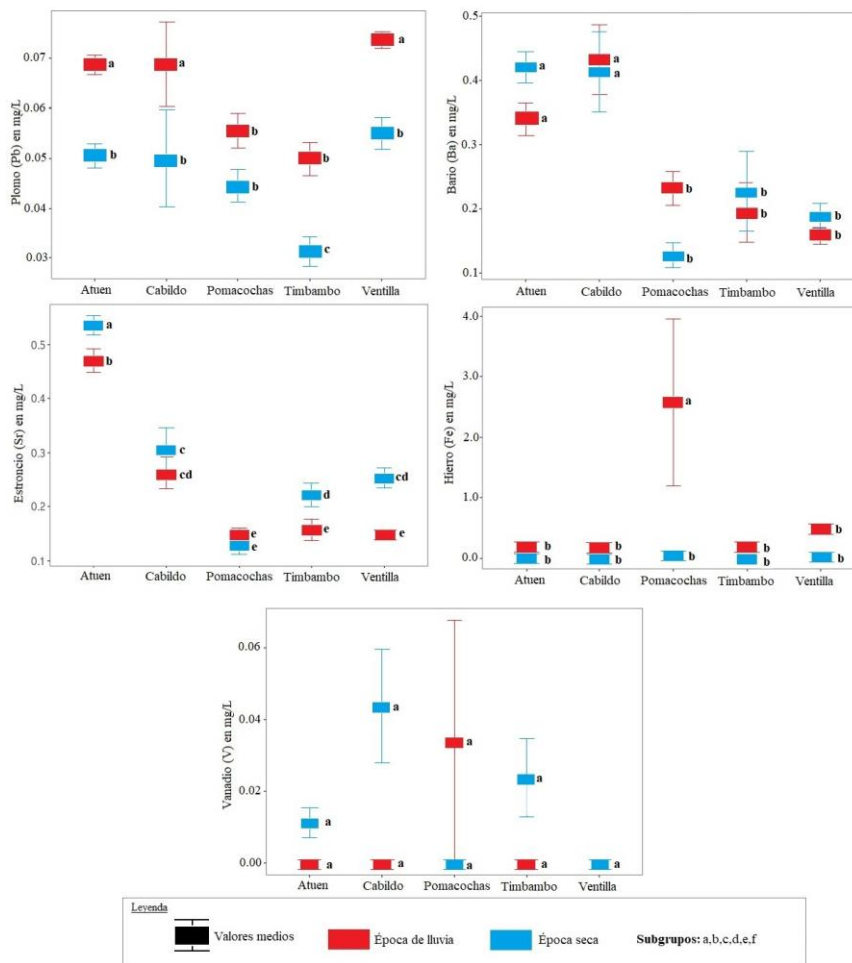 Plomo (Pb) en mg/L
0.07
0.06
0.05
0.04
0.03
a
b
a
b
b
b
b
c
a
b
Atuen Cabildo Pomacochas Timbambo Ventilla
Bario (Ba) en mg/L
0.5
0.4
0.3
0.2
0.1
a
a
a
a
b
b
b
b
b
b
Atuen Cabildo Pomacochas Timbambo Ventilla
Estroncio (Sr) en mg/L
0.5
0.4
0.3
0.2
0.1
a
b
c
cd
e
e
d
e
cd
e
Atuen Cabildo Pomacochas Timbambo Ventilla
Hierro (Fe) en mg/L
4.0
3.0
2.0
1.0
0.0
b
b
b
b
a
b
b
b
b
b
Atuen Cabildo Pomacochas Timbambo Ventilla
Vanadio (V) en mg/L
0.06
0.04
0.02
0.00
a
a
a
a
a
a
a
a
a
Atuen Cabildo Pomacochas Timbambo Ventilla
Leyenda
Valores medios Época de lluvia Época seca Subgrupos: a,b,c,d,e,f